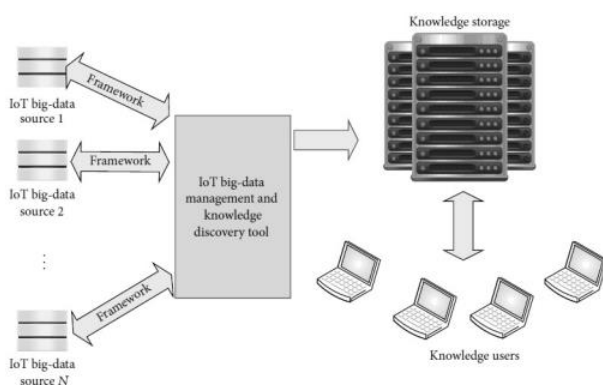 Knowledge storage
Framework
IoT big-data
source 1
Framework
IoT big-data
source 2
IoT big-data
management and
knowledge
discovery tool
⋮
Framework
IoT big-data
source N
Knowledge users